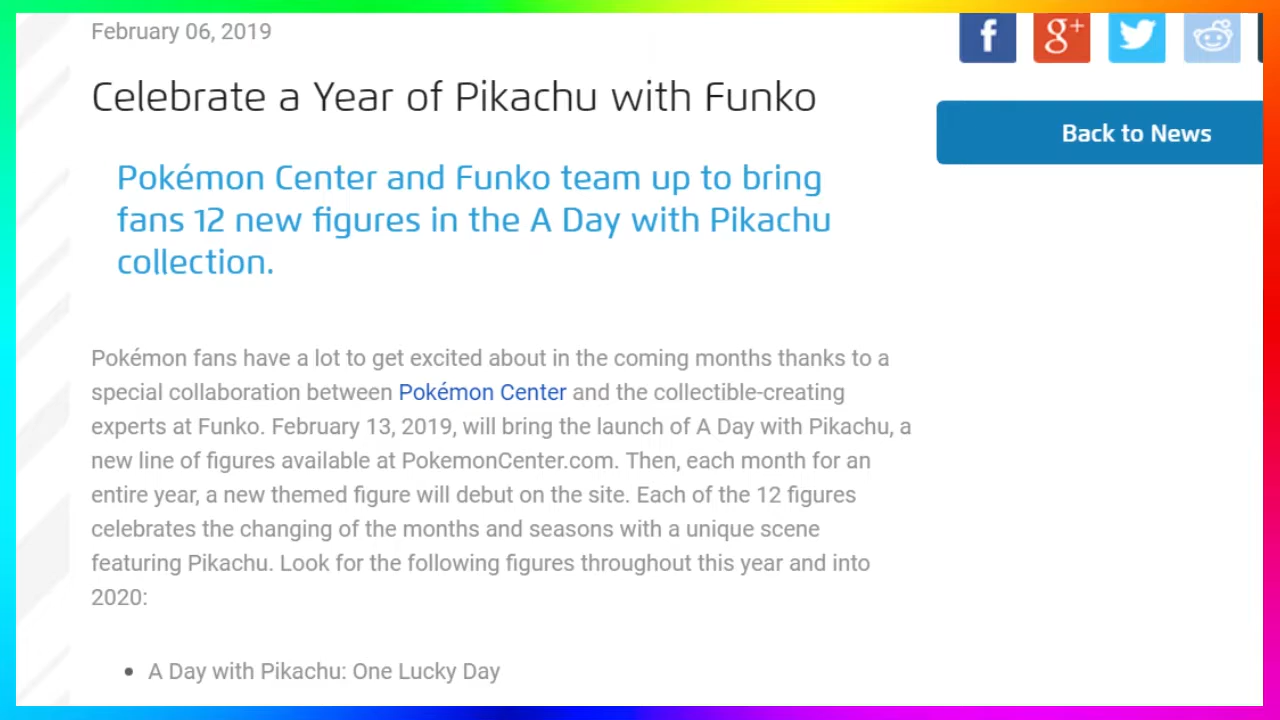 February 06, 2019
Celebrate a Year of Pikachu with Funko
Back to News
Pokémon Center and Funko team up to bring
fans 12 new figures in the A Day with Pikachu
collection.
Pokémon fans have a lot to get excited about in the coming months thanks to a
special collaboration between Pokémon Center and the collectible-creating
experts at Funko. February 13, 2019, will bring the launch of A Day with Pikachu, a
new line of figures available at PokemonCenter.com. Then, each month for an
entire year, a new themed figure will debut on the site. Each of the 12 figures
celebrates the changing of the months and seasons with a unique scene
featuring Pikachu. Look for the following figures throughout this year and into
2020:
• A Day with Pikachu: One Lucky Day